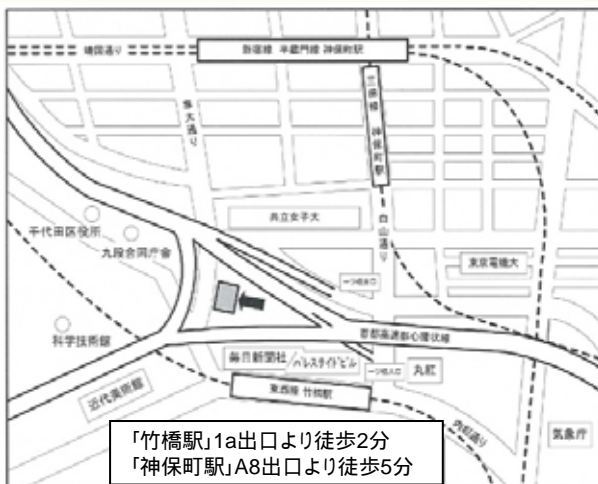 靖国通り
新宿線 半蔵門線 神保町駅
三田線 神保町駅
専大通り
共立女子大
白山通り
千代田区役所
九段合同庁舎
一ツ橋出口
東京電機大
科学技術館
首都高速都心環状線
毎日新聞社
パレスサイドビル
一ツ橋入口
丸紅
近代美術館
東西線 竹橋駅
内堀通り
気象庁
「竹橋駅」1a出口より徒歩2分
「神保町駅」A8出口より徒歩5分